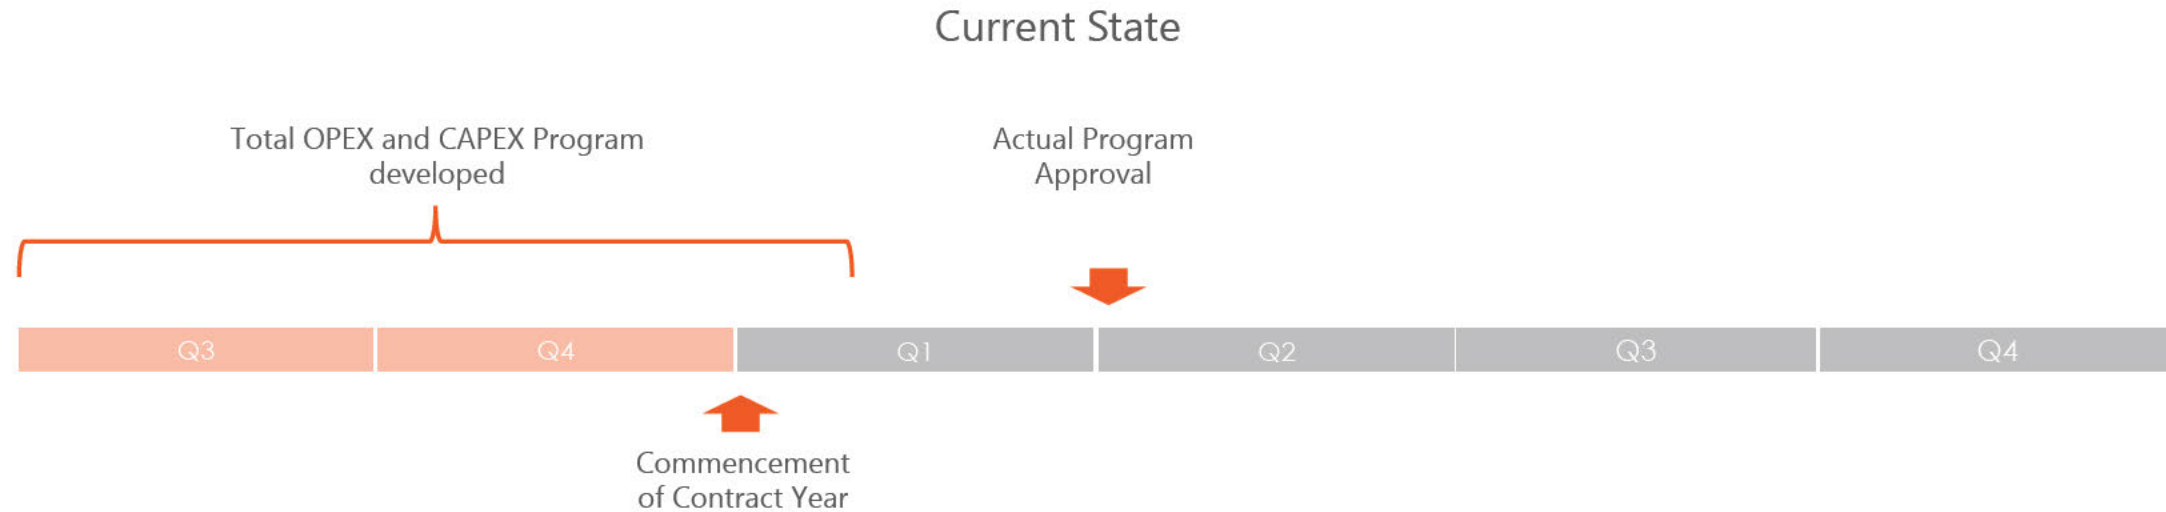 Current State
Total OPEX and CAPEX Program
developed
Actual Program
Approval
Q3
Q4
Q1
Q2
Q3
Q4
Commencement
of Contract Year